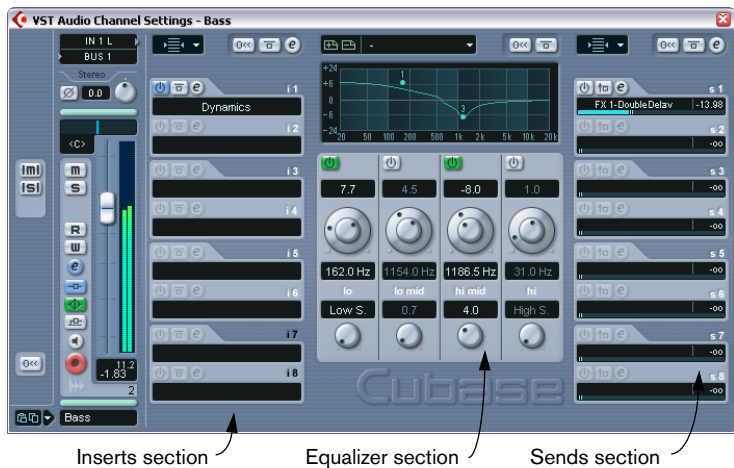 VST Audio Channel Settings - Bass
IN 1 L
BUS 1
Stereo
0.0
<C>
m
S
R
W
e
-1.83
11.2
2
Bass
[M]
[S]
e
i 1
Dynamics
i 2
i 3
i 4
i 5
i 6
i 7
i 8
-
+24
+6
0
-6
-24
20 50 100 200 500 1k 2k 5k 10k 20k
1
3
7.7 4.5 -8.0 1.0
162.0 Hz 1154.0 Hz 1186.5 Hz 31.0 Hz
lo lo mid hi mid hi
Low S. 0.7 4.0 High S.
Cubase
e
s 1
FX 1-DoubleDelay -13.98
s 2
-oo
s 3
-oo
s 4
-oo
s 5
-oo
s 6
-oo
s 7
-oo
s 8
-oo
Inserts section
Equalizer section
Sends section